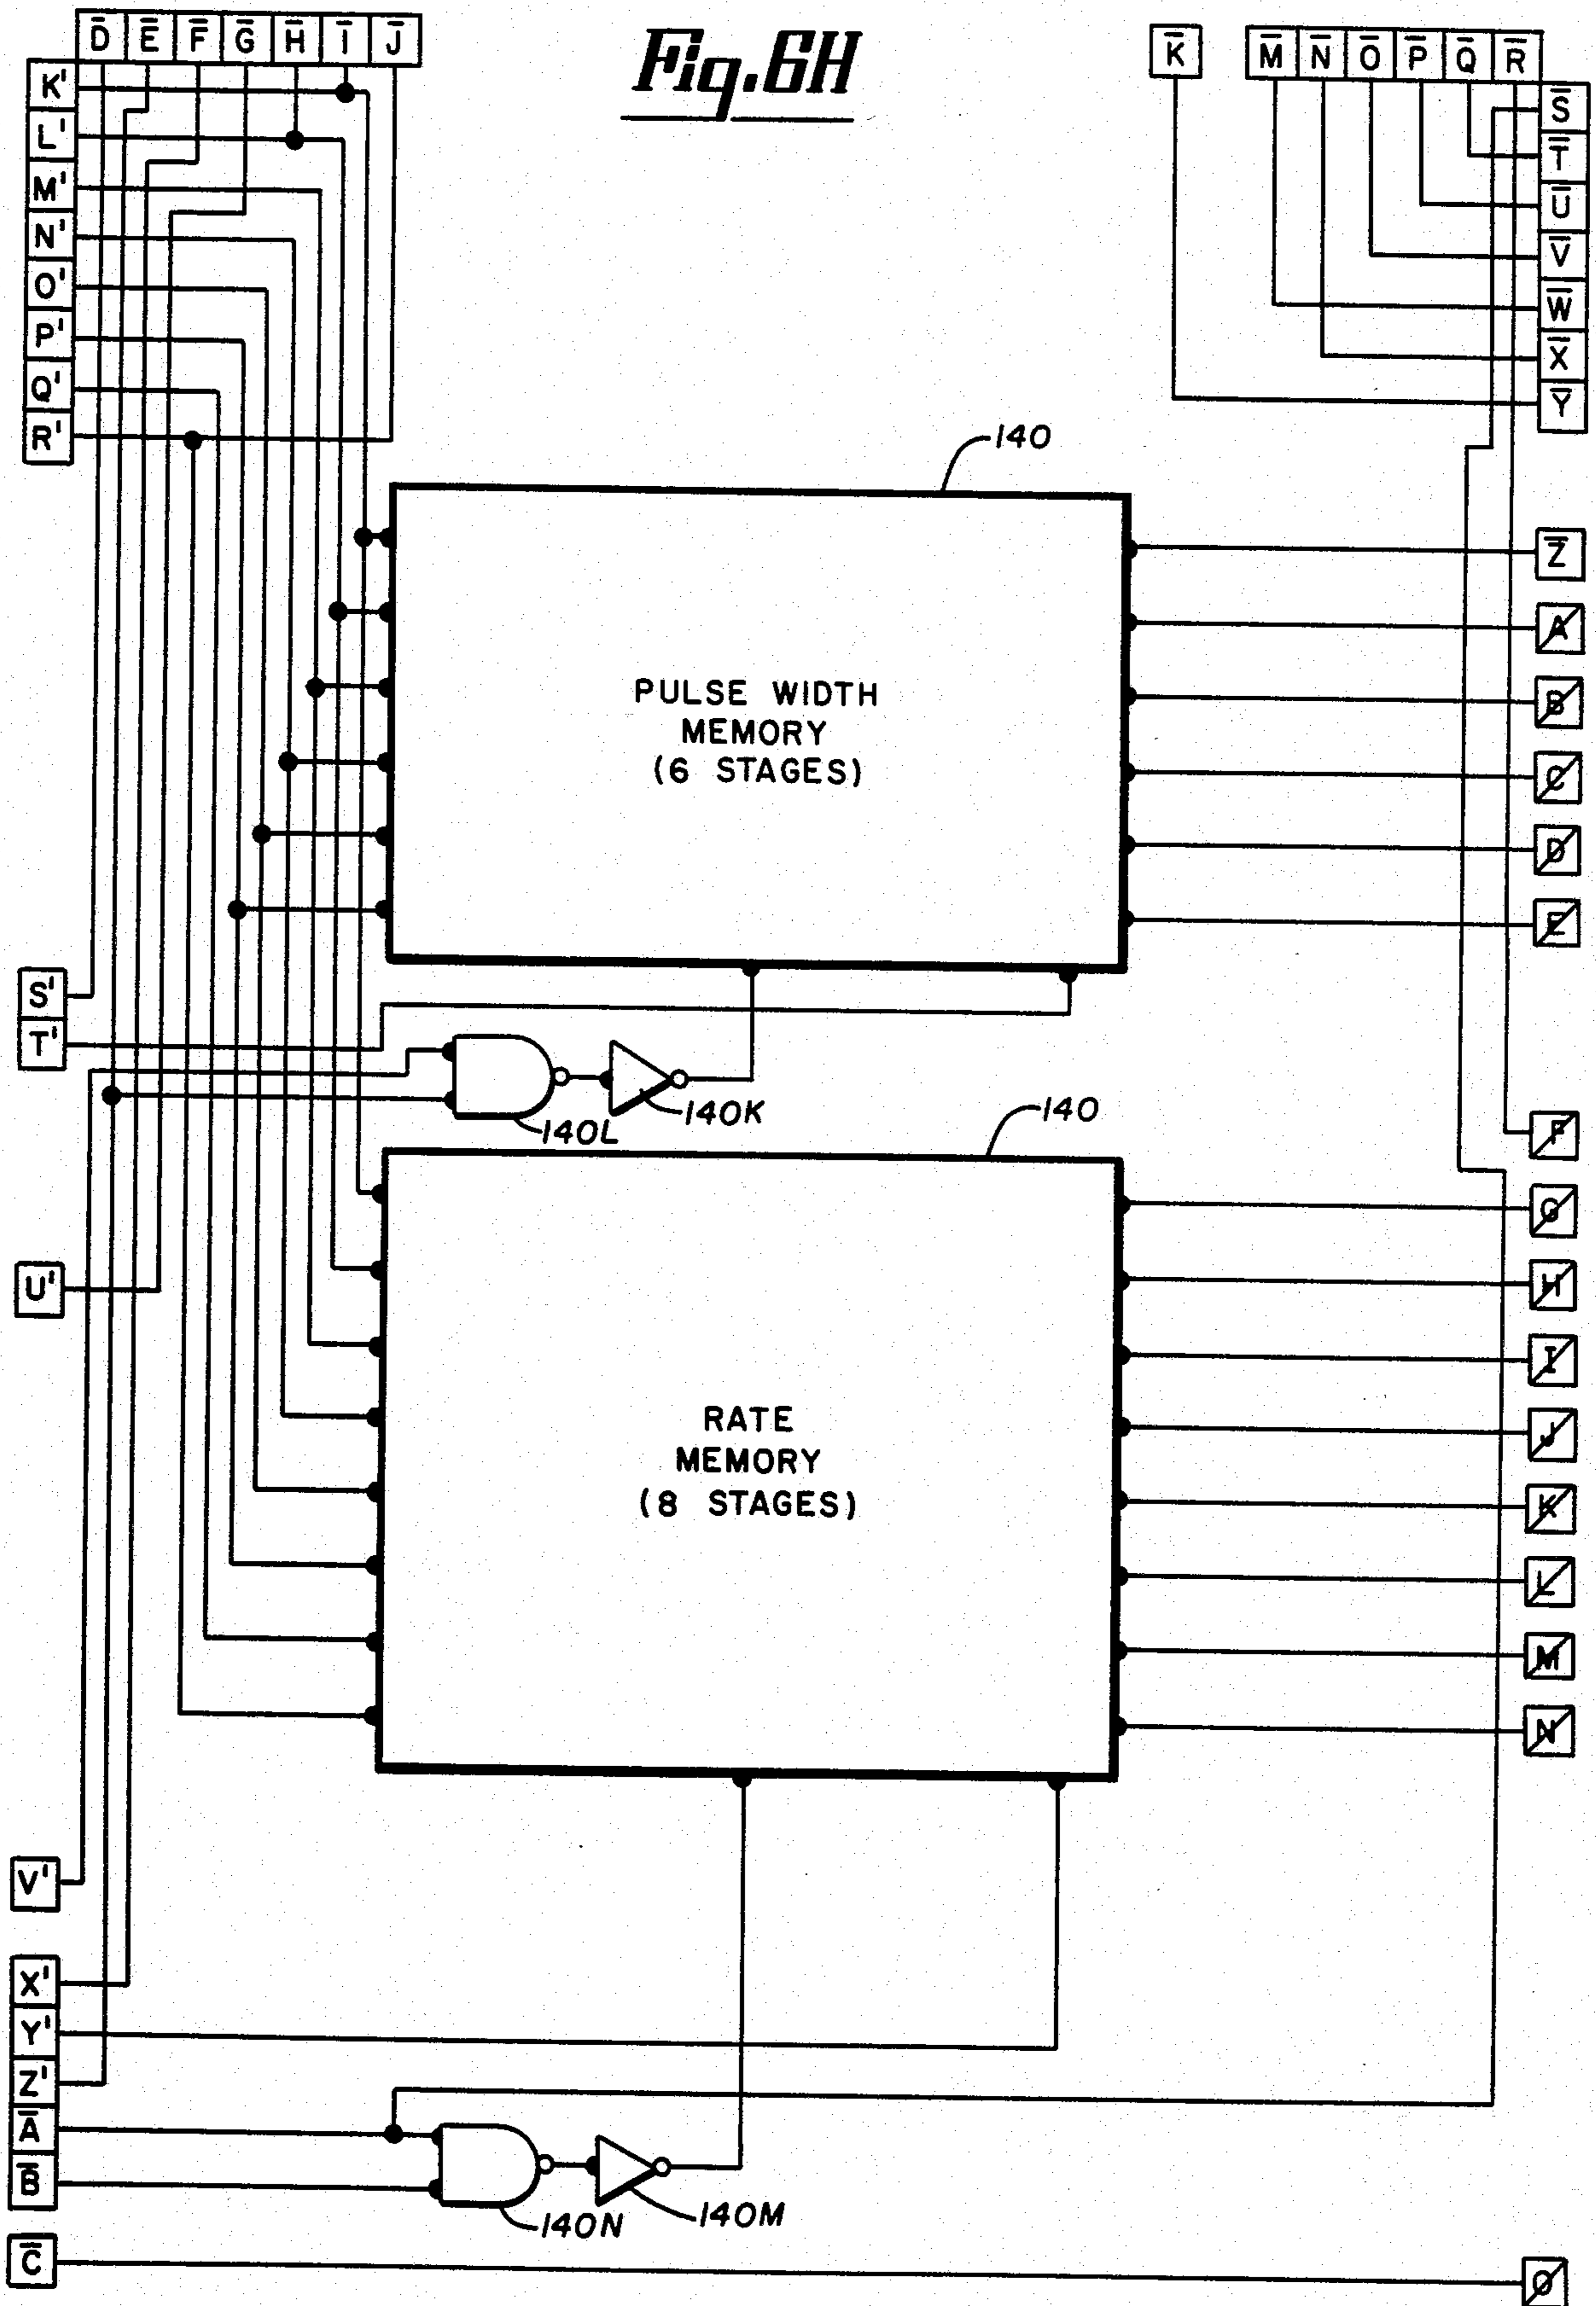 Fig.6H
D̅ E̅ F̅ G̅ H̅ I̅ J̅
K̅
M̅ N̅ O̅ P̅ Q̅ R̅
K'
L'
M'
N'
O'
P'
Q'
R'
S̅
T̅
U̅
V̅
W̅
X̅
Y̅
140
PULSE WIDTH
MEMORY
(6 STAGES)
Z̅
A̸
B̸
C̸
D̸
E̸
S'
T'
140L
140K
140
F̸
U'
RATE
MEMORY
(8 STAGES)
G̸
H̸
I̸
J̸
K̸
L̸
M̸
N̸
V'
X'
Y'
Z'
A̅
B̅
140N
140M
C̅
O̸